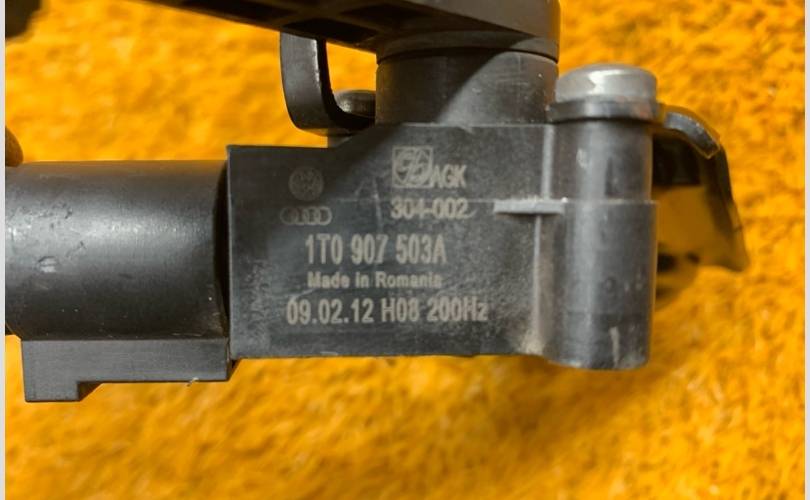 AGK
304-002
1T0 907 503A
Made in Romania
09.02.12 H08 200Hz